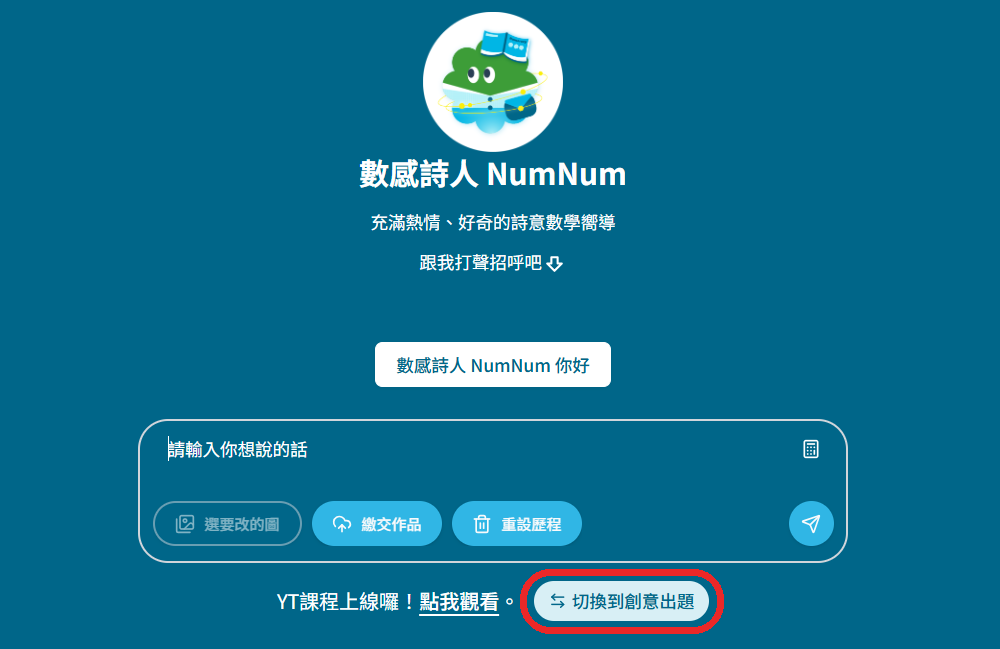 數感詩人 NumNum
充滿熱情、好奇的詩意數學嚮導
跟我打聲招呼吧
數感詩人 NumNum 你好
請輸入你想說的話
選要改的圖
繳交作品
重設歷程
YT課程上線囉！點我觀看。
切換到創意出題